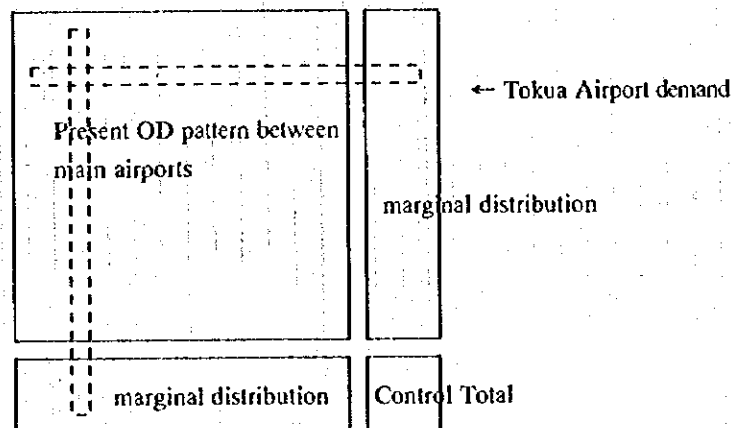 ← Tokua Airport demand
Present OD pattern between
main airports
marginal distribution
marginal distribution
Control Total